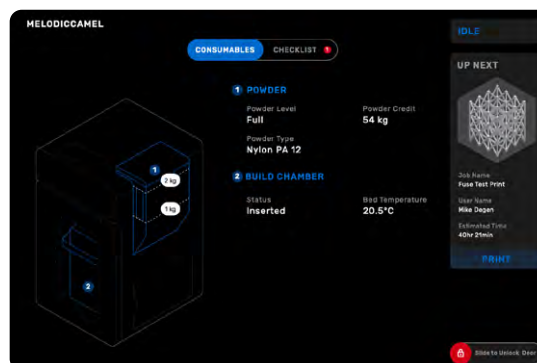 MELODICCAMEL
IDLE
CONSUMABLES
CHECKLIST 1
UP NEXT
1 POWDER
Powder Level
Full
Powder Credit
54 kg
Powder Type
Nylon PA 12
2 BUILD CHAMBER
Status
Inserted
Bed Temperature
20.5°C
1
2 kg
1 kg
2
Job Name
Fuse Test Print
User Name
Mike Degan
Estimated Time
40hr 21min
PRINT
Slide to Unlock Door